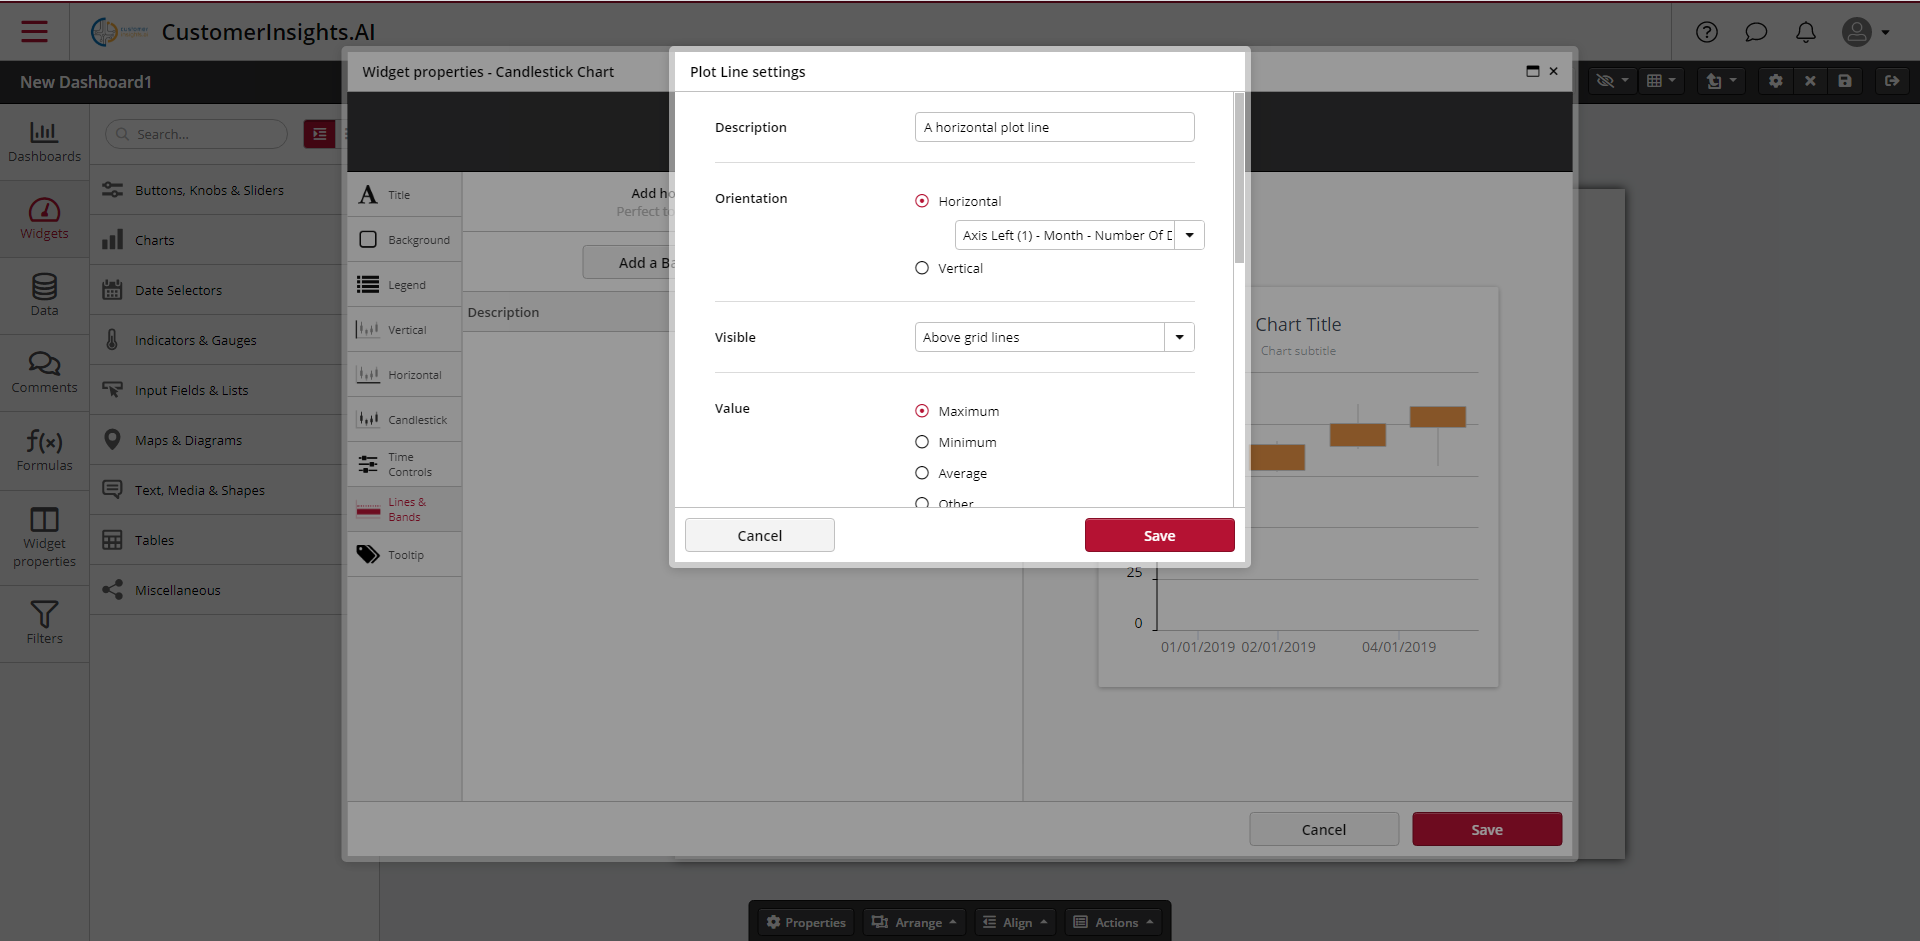 CustomerInsights.AI
New Dashboard1
Dashboards
Widgets
Data
Comments
Formulas
Widget properties
Filters
Search...
Buttons, Knobs & Sliders
Charts
Date Selectors
Indicators & Gauges
Input Fields & Lists
Maps & Diagrams
Text, Media & Shapes
Tables
Miscellaneous
Widget properties - Candlestick Chart
Title
Background
Legend
Vertical
Horizontal
Candlestick
Time
Controls
Lines &
Bands
Tooltip
Add ho
Perfect to
Add a Ba
Description
Plot Line settings
Description
A horizontal plot line
Orientation
Horizontal
Axis Left (1) - Month - Number Of D
Vertical
Visible
Above grid lines
Value
Maximum
Minimum
Average
Other
Cancel
Save
Chart Title
Chart subtitle
25
0
01/01/2019 02/01/2019 04/01/2019
Cancel
Save
Properties
Arrange
Align
Actions